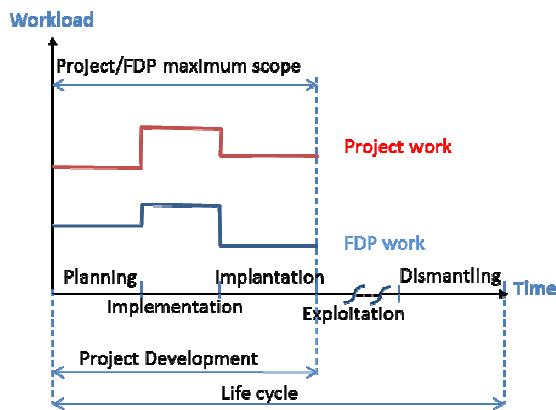 Workload
Project/FDP maximum scope
Project work
FDP work
Planning
Implantation
Dismantling
Time
Implementation
Exploitation
Project Development
Life cycle